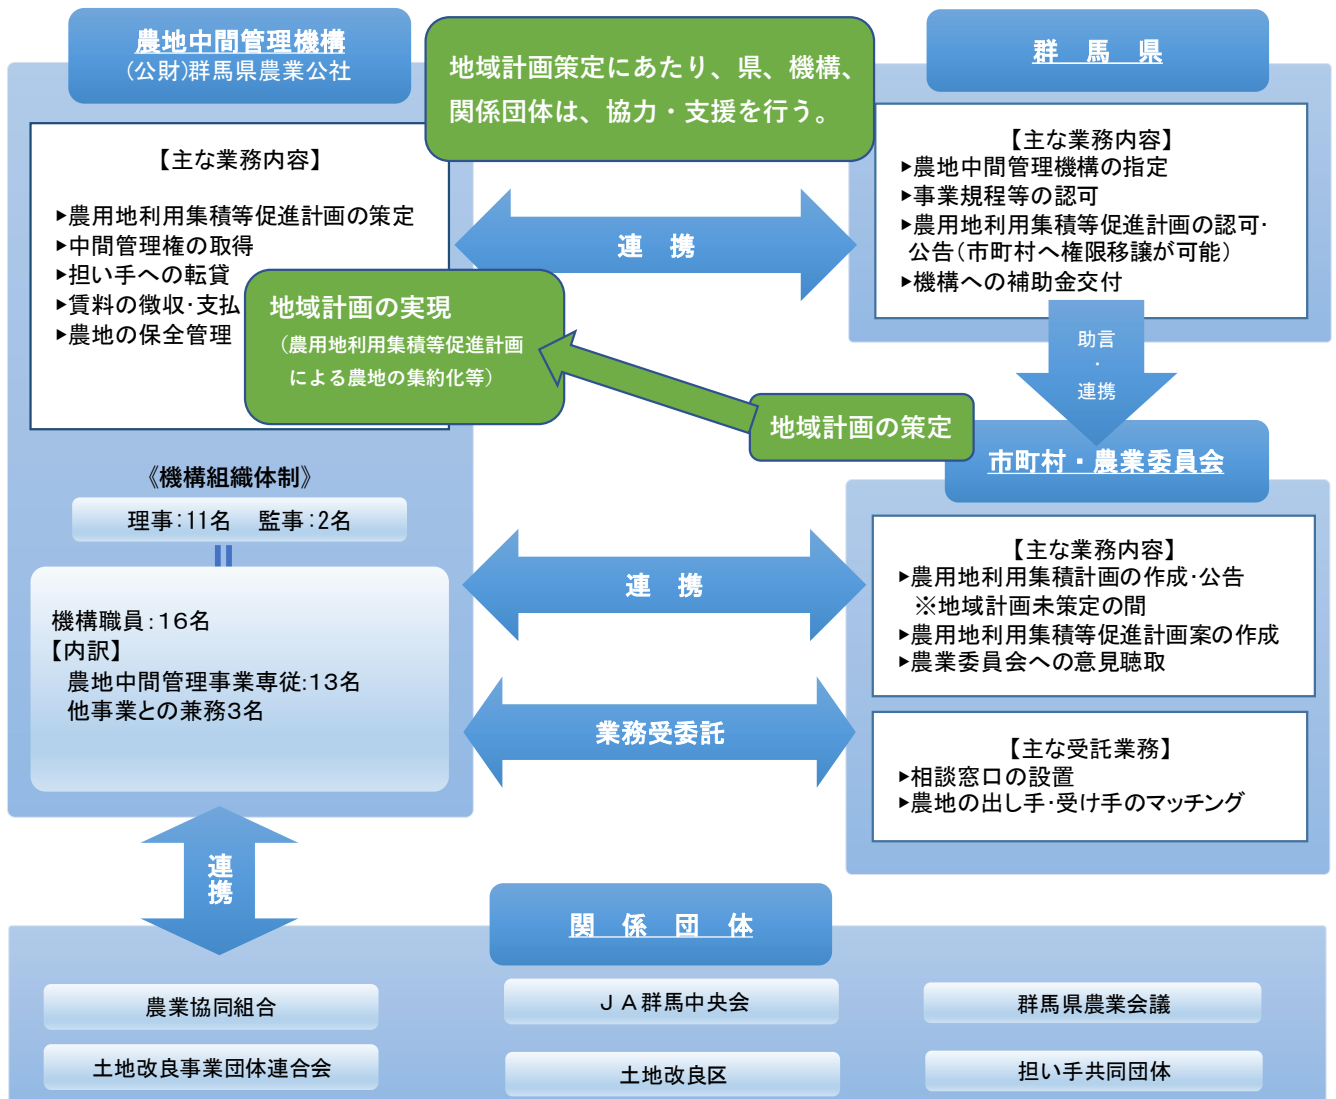 農地中間管理機構
(公財)群馬県農業公社
【主な業務内容】
▶農用地利用集積等促進計画の策定
▶中間管理権の取得
▶担い手への転貸
▶賃料の徴収･支払
▶農地の保全管理
地域計画策定にあたり、県、機構、
関係団体は、協力・支援を行う。
群　馬　県
【主な業務内容】
▶農地中間管理機構の指定
▶事業規程等の認可
▶農用地利用集積等促進計画の認可･
公告(市町村へ権限移譲が可能)
▶機構への補助金交付
連　携
地域計画の実現
（農用地利用集積等促進計画
による農地の集約化等）
地域計画の策定
助言
・
連携
市町村・農業委員会
【主な業務内容】
▶農用地利用集積計画の作成･公告
※地域計画未策定の間
▶農用地利用集積等促進計画案の作成
▶農業委員会への意見聴取
【主な受託業務】
▶相談窓口の設置
▶農地の出し手･受け手のマッチング
《機構組織体制》
理事：11名　監事：2名
機構職員：16名
【内訳】
農地中間管理事業専従：13名
他事業との兼務3名
連　携
業務受委託
連
携
関　係　団　体
農業協同組合
ＪＡ群馬中央会
群馬県農業会議
土地改良事業団体連合会
土地改良区
担い手共同団体